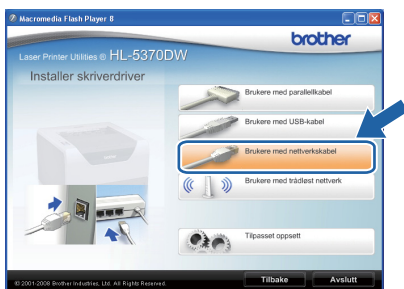 Macromedia Flash Player 8
brother
Laser Printer Utilities ® HL-5370DW
Installer skriverdriver
Brukere med parallellkabel
Brukere med USB-kabel
Brukere med nettverkskabel
Brukere med trådløst nettverk
Tilpasset oppsett
© 2001-2008 Brother Industries, Ltd. All Rights Reserved.
Tilbake
Avslutt